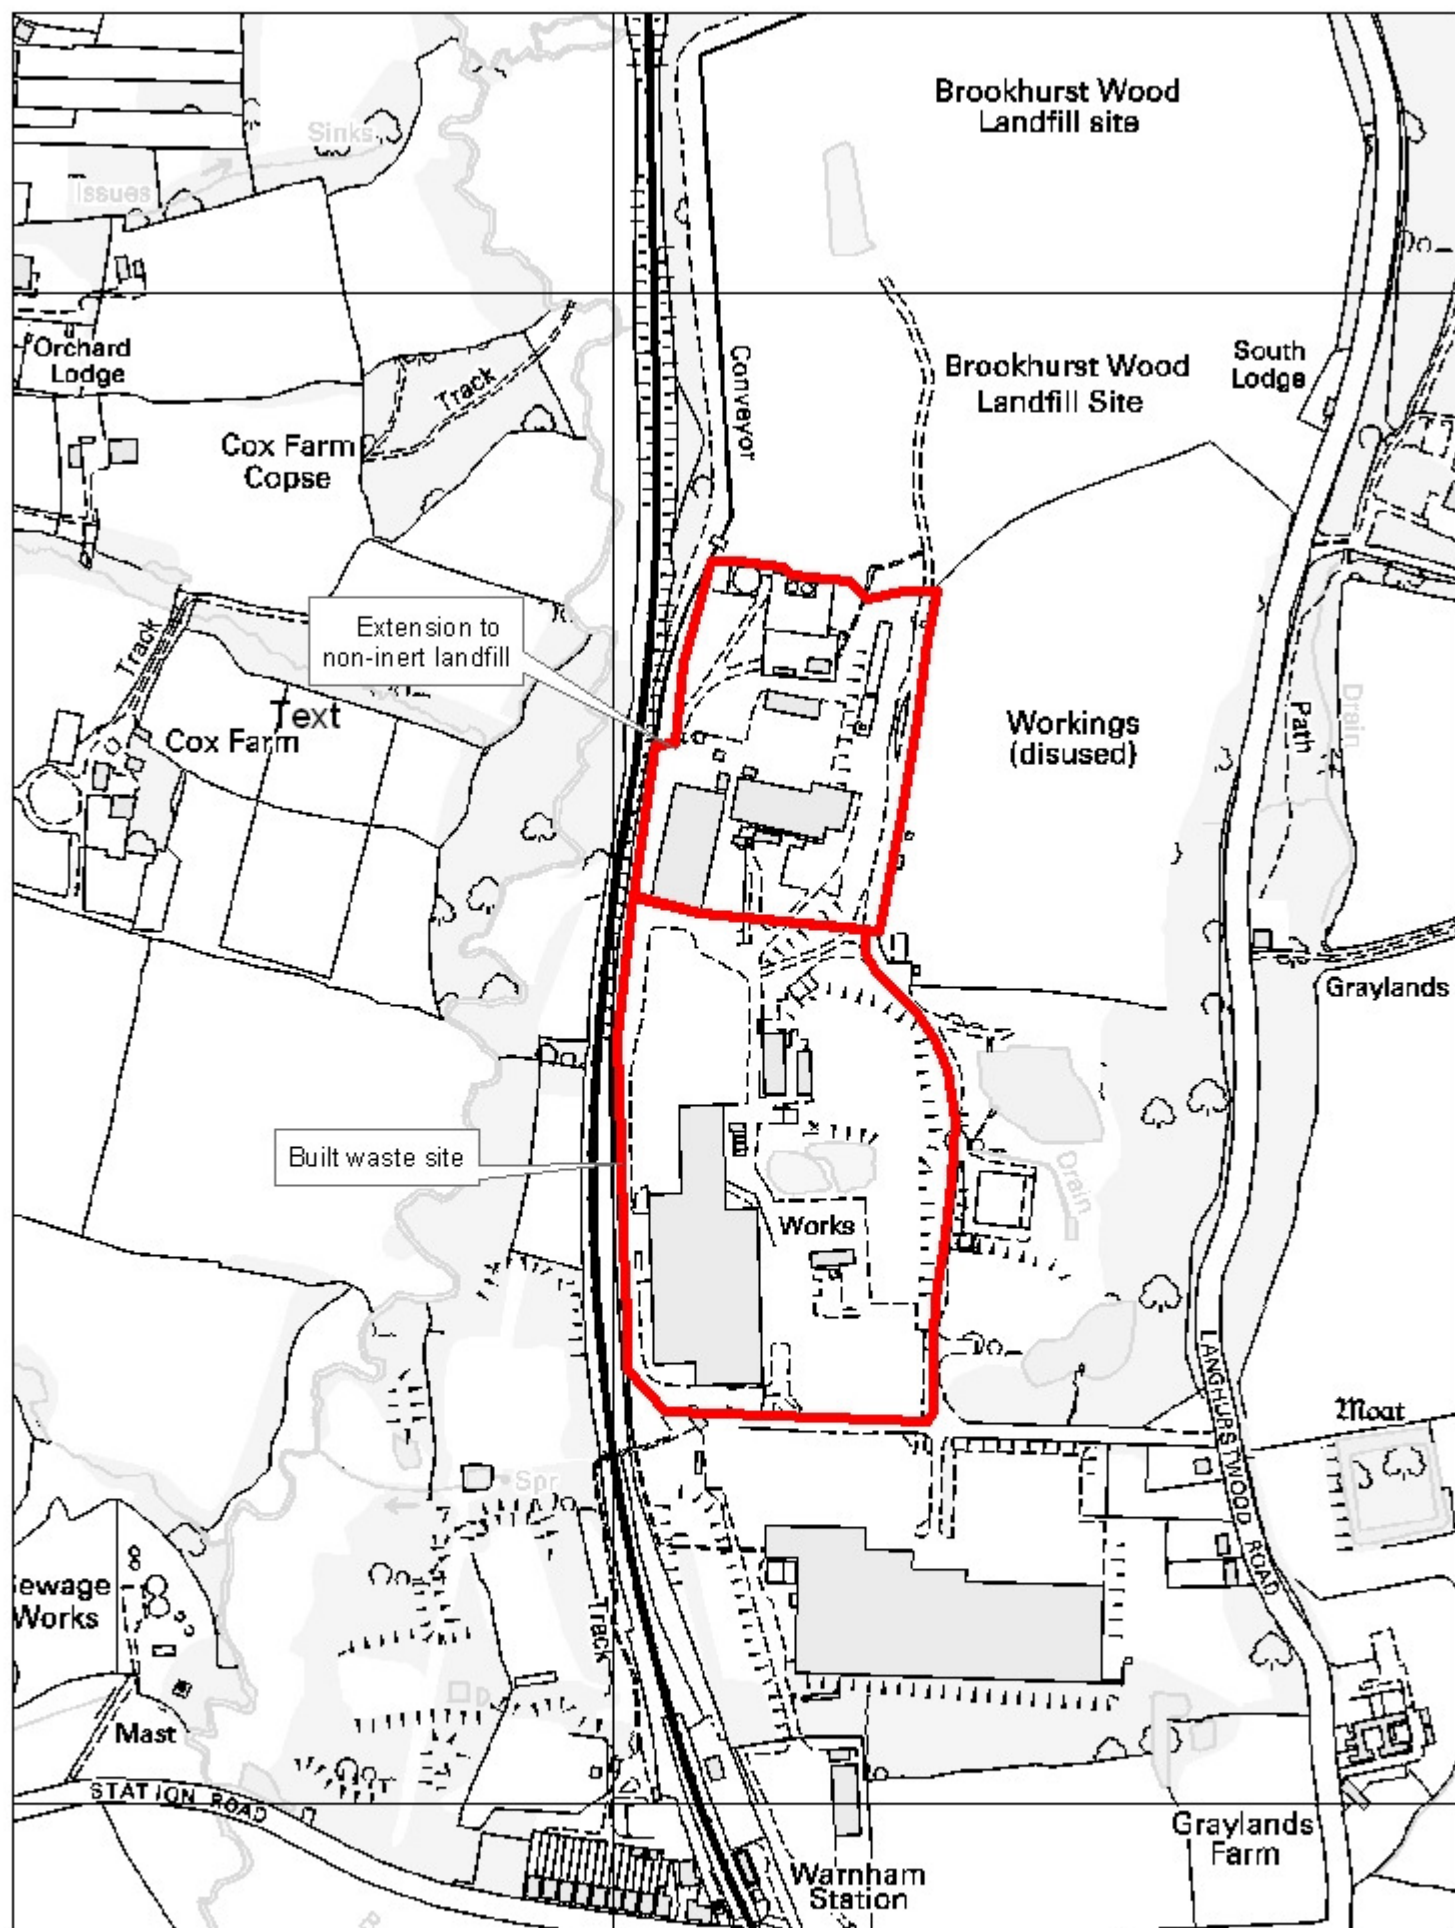 Brookhurst Wood
Landfill site
Sinks
Issues
Orchard
Lodge
Track
Conveyor
Brookhurst Wood
Landfill Site
South
Lodge
Cox Farm
Copse
Extension to
non-inert landfill
Track
Text
Cox Farm
Workings
(disused)
Path
Drain
Graylands
Built waste site
Drain
Works
LANGHURSTWOOD ROAD
Moat
Spr
Sewage
Works
Track
Mast
STATION ROAD
Graylands
Farm
Warnham
Station